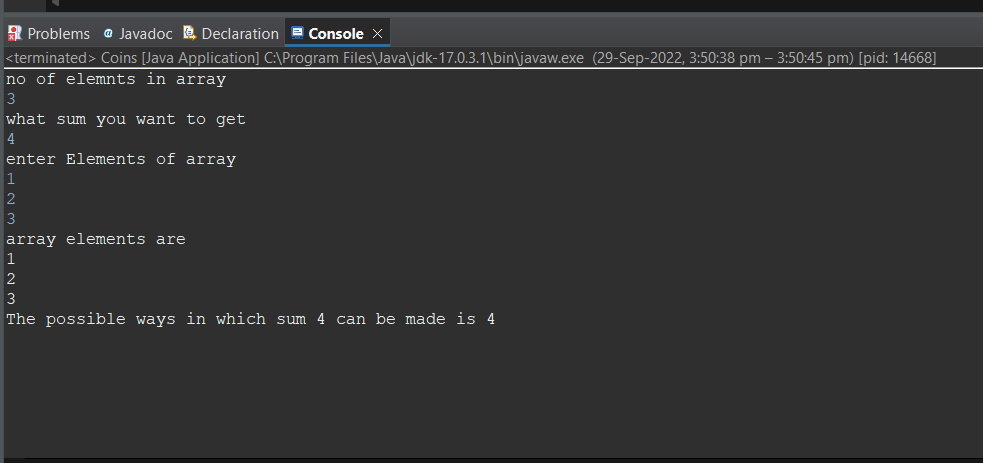 Problems Javadoc Declaration Console
<terminated> Coins [Java Application] C:\Program Files\Java\jdk-17.0.3.1\bin\javaw.exe (29-Sep-2022, 3:50:38 pm – 3:50:45 pm) [pid: 14668]
no of elemnts in array
3
what sum you want to get
4
enter Elements of array
1
2
3
array elements are
1
2
3
The possible ways in which sum 4 can be made is 4